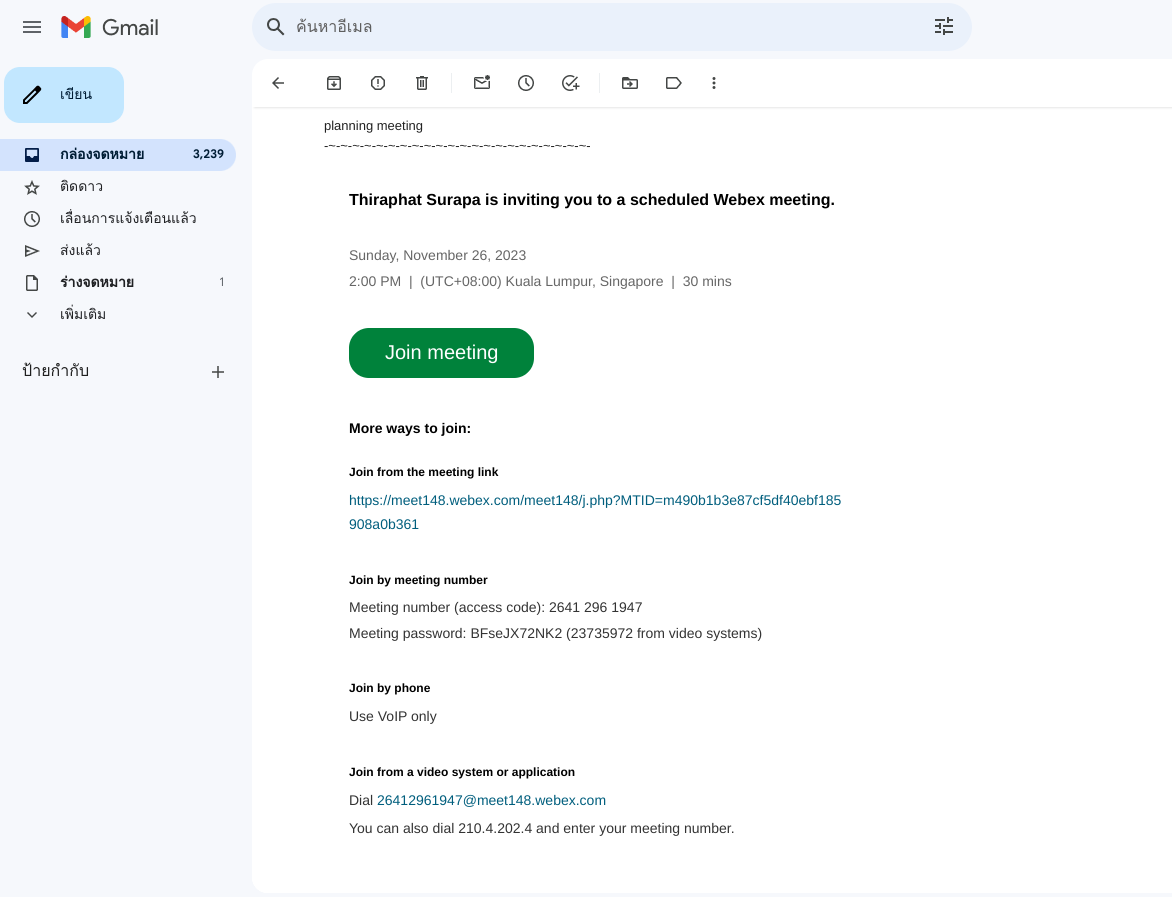 Gmail
ค้นหาอีเมล
เขียน
กล่องจดหมาย 3,239
ติดดาว
เลื่อนการแจ้งเตือนแล้ว
ส่งแล้ว
ร่างจดหมาย 1
เพิ่มเติม
ป้ายกำกับ
planning meeting
-~-~-~-~-~-~-~-~-~-~-~-~-~-~-~-~-~-~-~-~-~-~-
Thiraphat Surapa is inviting you to a scheduled Webex meeting.
Sunday, November 26, 2023
2:00 PM | (UTC+08:00) Kuala Lumpur, Singapore | 30 mins
Join meeting
More ways to join:
Join from the meeting link
https://meet148.webex.com/meet148/j.php?MTID=m490b1b3e87cf5df40ebf185
908a0b361
Join by meeting number
Meeting number (access code): 2641 296 1947
Meeting password: BFseJX72NK2 (23735972 from video systems)
Join by phone
Use VoIP only
Join from a video system or application
Dial 26412961947@meet148.webex.com
You can also dial 210.4.202.4 and enter your meeting number.